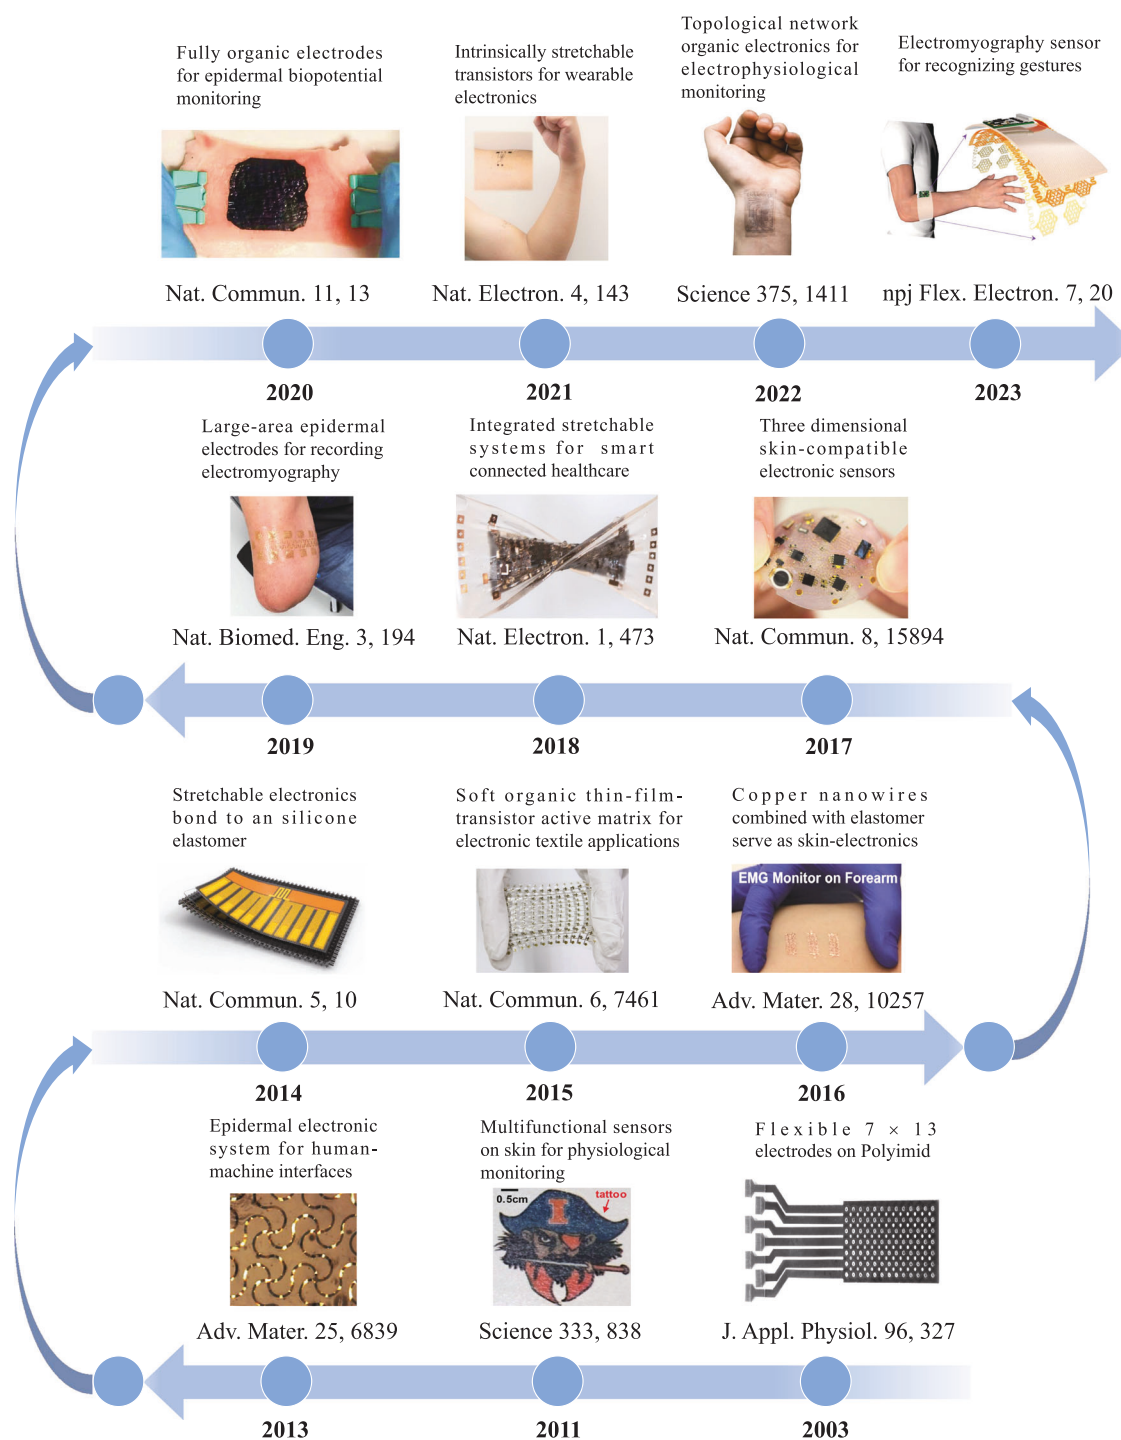 Fully organic electrodes
for epidermal biopotential
monitoring
Nat. Commun. 11, 13
2020
Intrinsically stretchable
transistors for wearable
electronics
Nat. Electron. 4, 143
2021
Topological network
organic electronics for
electrophysiological
monitoring
Science 375, 1411
2022
Electromyography sensor
for recognizing gestures
npj Flex. Electron. 7, 20
2023
Large-area epidermal
electrodes for recording
electromyography
Nat. Biomed. Eng. 3, 194
2019
Integrated stretchable
systems for smart
connected healthcare
Nat. Electron. 1, 473
2018
Three dimensional
skin-compatible
electronic sensors
Nat. Commun. 8, 15894
2017
Stretchable electronics
bond to an silicone
elastomer
Nat. Commun. 5, 10
2014
Soft organic thin-film-
transistor active matrix for
electronic textile applications
Nat. Commun. 6, 7461
2015
Copper nanowires
combined with elastomer
serve as skin-electronics
EMG Monitor on Forearm
Adv. Mater. 28, 10257
2016
Epidermal electronic
system for human-
machine interfaces
Adv. Mater. 25, 6839
2013
Multifunctional sensors
on skin for physiological
monitoring
0.5cm
tattoo
I
Science 333, 838
2011
Flexible 7 × 13
electrodes on Polyimid
J. Appl. Physiol. 96, 327
2003